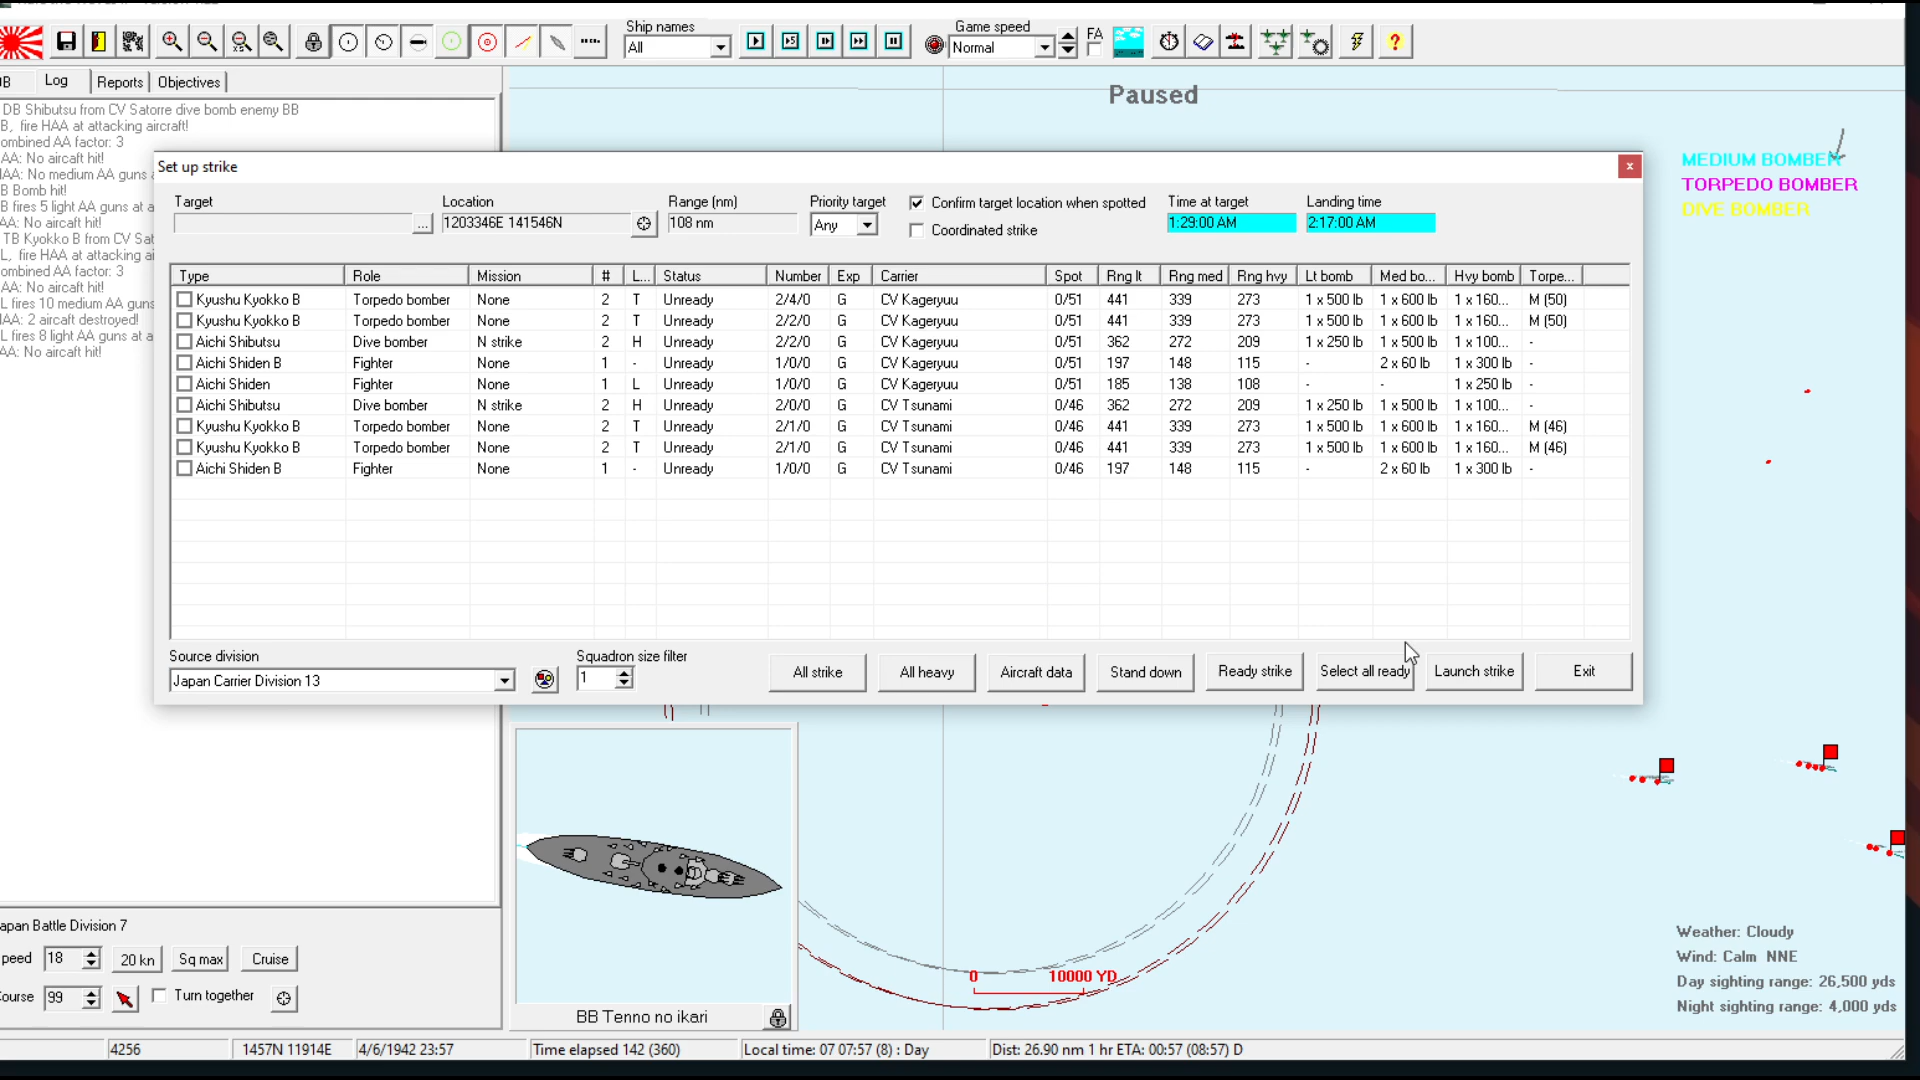 Ship names
All
Game speed
Normal
FA
Log
Reports
Objectives
Paused
DB Shibutsu from CV Satorre dive bomb enemy BB
B, fire HAA at attacking aircraft!
ombined AA factor: 3
AA: No aircaft hit!
IAA: No medium AA guns
B Bomb hit!
B fires 5 light AA guns at a
AA: No aircaft hit!
TB Kyokko B from CV Sat
L, fire HAA at attacking ai
ombined AA factor: 3
AA: No aircaft hit!
L fires 10 medium AA guns
IAA: 2 aircaft destroyed!
L fires 8 light AA guns at a
AA: No aircaft hit!
MEDIUM BOMBER
TORPEDO BOMBER
DIVE BOMBER
Set up strike
Target
Location
Range (nm)
Priority target
Confirm target location when spotted
Time at target
Landing time
...
1203346E 141546N
108 nm
Any
Coordinated strike
1:29:00 AM
2:17:00 AM
Type Role Mission # L... Status Number Exp Carrier Spot Rng lt Rng med Rng hvy Lt bomb Med bo... Hvy bomb Torpe...
Kyushu Kyokko B Torpedo bomber None 2 T Unready 2/4/0 G CV Kageryuu 0/51 441 339 273 1 x 500 lb 1 x 600 lb 1 x 160... M (50)
Kyushu Kyokko B Torpedo bomber None 2 T Unready 2/2/0 G CV Kageryuu 0/51 441 339 273 1 x 500 lb 1 x 600 lb 1 x 160... M (50)
Aichi Shibutsu Dive bomber N strike 2 H Unready 2/2/0 G CV Kageryuu 0/51 362 272 209 1 x 250 lb 1 x 500 lb 1 x 100... -
Aichi Shiden B Fighter None 1 - Unready 1/0/0 G CV Kageryuu 0/51 197 148 115 - 2 x 60 lb 1 x 300 lb -
Aichi Shiden Fighter None 1 L Unready 1/0/0 G CV Kageryuu 0/51 185 138 108 - - 1 x 250 lb -
Aichi Shibutsu Dive bomber N strike 2 H Unready 2/0/0 G CV Tsunami 0/46 362 272 209 1 x 250 lb 1 x 500 lb 1 x 100... -
Kyushu Kyokko B Torpedo bomber None 2 T Unready 2/1/0 G CV Tsunami 0/46 441 339 273 1 x 500 lb 1 x 600 lb 1 x 160... M (46)
Kyushu Kyokko B Torpedo bomber None 2 T Unready 2/1/0 G CV Tsunami 0/46 441 339 273 1 x 500 lb 1 x 600 lb 1 x 160... M (46)
Aichi Shiden B Fighter None 1 - Unready 1/0/0 G CV Tsunami 0/46 197 148 115 - 2 x 60 lb 1 x 300 lb -
Source division
Japan Carrier Division 13
Squadron size filter
1
All strike
All heavy
Aircraft data
Stand down
Ready strike
Select all ready
Launch strike
Exit
apan Battle Division 7
peed 18 20 kn Sq max Cruise
ourse 99 Turn together
BB Tenno no ikari
0 10000 YD
Weather: Cloudy
Wind: Calm NNE
Day sighting range: 26,500 yds
Night sighting range: 4,000 yds
4256
1457N 11914E
4/6/1942 23:57
Time elapsed 142 (360)
Local time: 07 07:57 (8) : Day
Dist: 26.90 nm 1 hr ETA: 00:57 (08:57) D